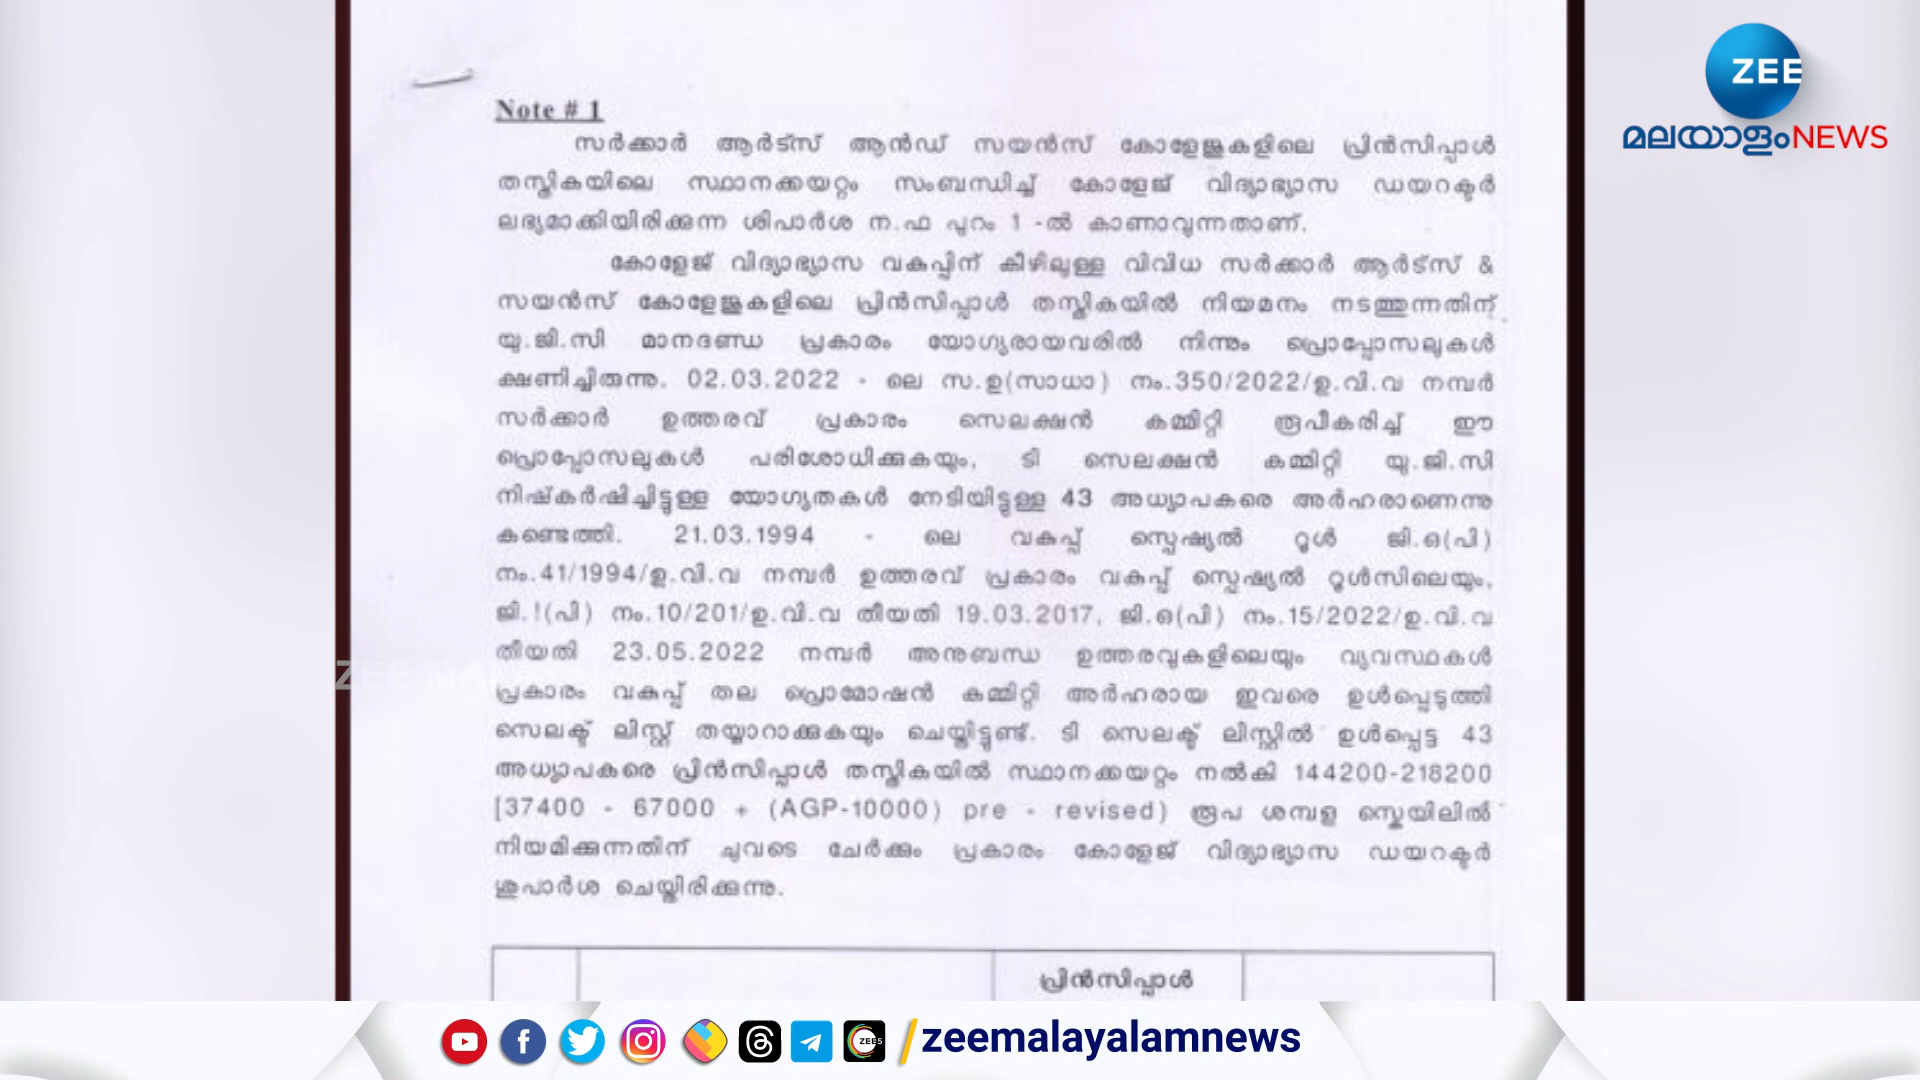 ZEE
മലയാളംNEWS
Note # 1
സർക്കാർ ആർട്സ് ആൻഡ് സയൻസ് കോളേജുകളിലെ പ്രിൻസിപ്പാൾ
തസ്തികയിലെ സ്ഥാനക്കയറ്റം സംബന്ധിച്ച് കോളേജ് വിദ്യാഭ്യാസ ഡയറക്ടർ
ലഭ്യമാക്കിയിരിക്കുന്ന ശിപാർശ ന.ഫ പുറം 1 -ൽ കാണാവുന്നതാണ്.
കോളേജ് വിദ്യാഭ്യാസ വകുപ്പിന് കീഴിലുള്ള വിവിധ സർക്കാർ ആർട്സ് &
സയൻസ് കോളേജുകളിലെ പ്രിൻസിപ്പാൾ തസ്തികയിൽ നിയമനം നടത്തുന്നതിന്
യു.ജി.സി മാനദണ്ഡ പ്രകാരം യോഗ്യരായവരിൽ നിന്നും പ്രൊപ്പോസലുകൾ
ക്ഷണിച്ചിരുന്നു. 02.03.2022 - ലെ സ.ഉ(സാധാ) നം.350/2022/ഉ.വി.വ നമ്പർ
സർക്കാർ ഉത്തരവ് പ്രകാരം സെലക്ഷൻ കമ്മിറ്റി രൂപീകരിച്ച് ഈ
പ്രൊപ്പോസലുകൾ പരിശോധിക്കുകയും, ടി സെലക്ഷൻ കമ്മിറ്റി യു.ജി.സി
നിഷ്കർഷിച്ചിട്ടുള്ള യോഗ്യതകൾ നേടിയിട്ടുള്ള 43 അധ്യാപകരെ അർഹരാണെന്നു
കണ്ടെത്തി. 21.03.1994 - ലെ വകുപ്പ് സ്പെഷ്യൽ റൂൾ ജി.ഒ(പി)
നം.41/1994/ഉ.വി.വ നമ്പർ ഉത്തരവ് പ്രകാരം വകുപ്പ് സ്പെഷ്യൽ റൂൾസിലെയും,
ജി.!(പി) നം.10/201/ഉ.വി.വ തീയതി 19.03.2017, ജി.ഒ(പി) നം.15/2022/ഉ.വി.വ
തീയതി 23.05.2022 നമ്പർ അനുബന്ധ ഉത്തരവുകളിലെയും വ്യവസ്ഥകൾ
പ്രകാരം വകുപ്പ് തല പ്രൊമോഷൻ കമ്മിറ്റി അർഹരായ ഇവരെ ഉൾപ്പെടുത്തി
സെലക്ട് ലിസ്റ്റ് തയ്യാറാക്കുകയും ചെയ്തിട്ടുണ്ട്. ടി സെലക്ട് ലിസ്റ്റിൽ ഉൾപ്പെട്ട 43
അധ്യാപകരെ പ്രിൻസിപ്പാൾ തസ്തികയിൽ സ്ഥാനക്കയറ്റം നൽകി 144200-218200
[37400 - 67000 + (AGP-10000) pre - revised) രൂപ ശമ്പള സ്കെയിലിൽ
നിയമിക്കുന്നതിന് ചുവടെ ചേർക്കും പ്രകാരം കോളേജ് വിദ്യാഭ്യാസ ഡയറക്ടർ
ശുപാർശ ചെയ്തിരിക്കുന്നു.
പ്രിൻസിപ്പാൾ
ZEE5
/zeemalayalamnews